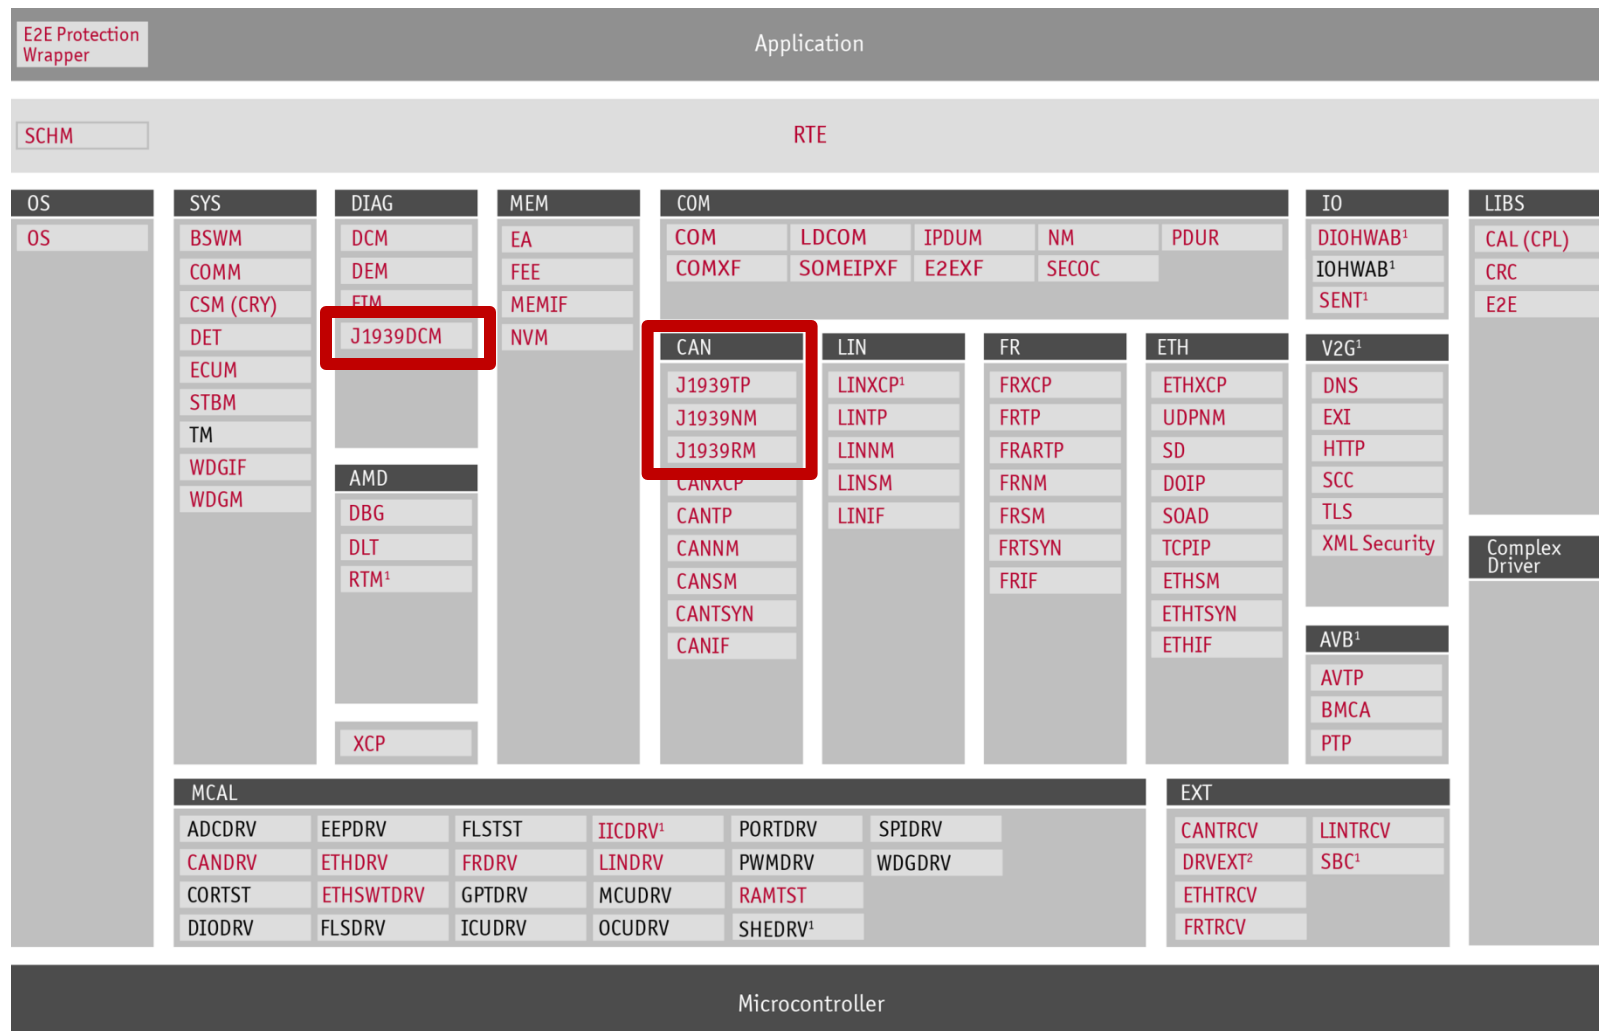 E2E Protection
Wrapper
Application
SCHM
RTE
OS
OS
SYS
BSWM
COMM
CSM (CRY)
DET
ECUM
STBM
TM
WDGIF
WDGM
DIAG
DCM
DEM
FIM
J1939DCM
AMD
DBG
DLT
RTM¹
XCP
MEM
EA
FEE
MEMIF
NVM
COM
COM LDCOM IPDUM NM PDUR
COMXF SOMEIPXF E2EXF SECOC
CAN
J1939TP
J1939NM
J1939RM
CANXCP
CANTP
CANNM
CANSM
CANTSYN
CANIF
LIN
LINXCP¹
LINTP
LINNM
LINSM
LINIF
FR
FRXCP
FRTP
FRARTP
FRNM
FRSM
FRTSYN
FRIF
ETH
ETHXCP
UDPNM
SD
DOIP
SOAD
TCPIP
ETHSM
ETHTSYN
ETHIF
IO
DIOHWAB¹
IOHWAB¹
SENT¹
V2G¹
DNS
EXI
HTTP
SCC
TLS
XML Security
AVB¹
AVTP
BMCA
PTP
LIBS
CAL (CPL)
CRC
E2E
Complex
Driver
MCAL
ADCDRV EEPDRV FLSTST IICDRV¹ PORTDRV SPIDRV
CANDRV ETHDRV FRDRV LINDRV PWMDRV WDGDRV
CORTST ETHSWTDRV GPTDRV MCUDRV RAMTST
DIODRV FLSDRV ICUDRV OCUDRV SHEDRV¹
EXT
CANTRCV LINTRCV
DRVEXT² SBC¹
ETHTRCV
FRTRCV
Microcontroller